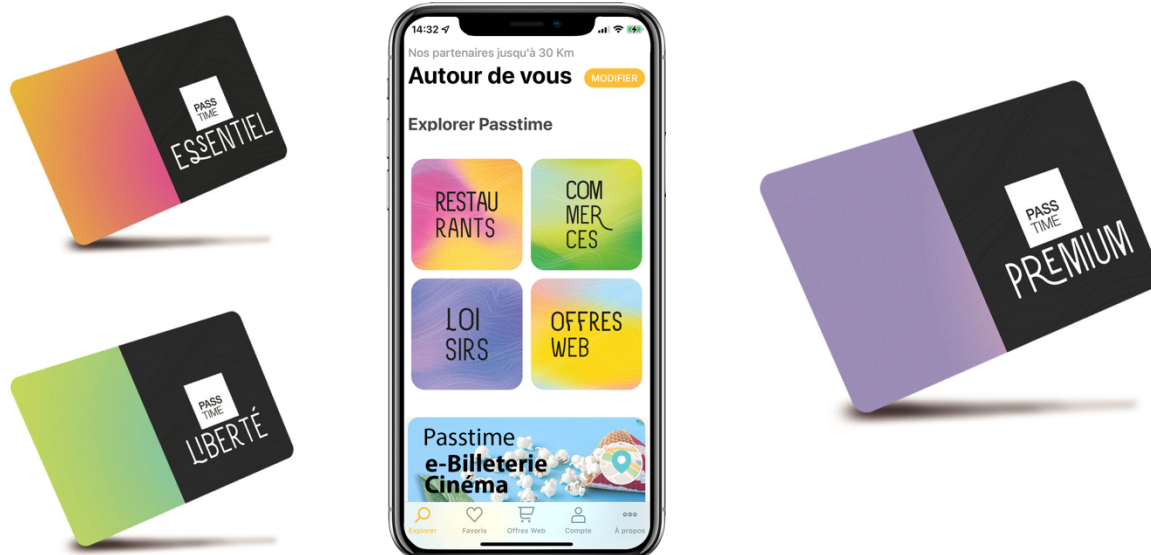 PASS
TIME
ESSENTIEL
PASS
TIME
LIBERTÉ
14:32
Nos partenaires jusqu'à 30 Km
Autour de vous
MODIFIER
Explorer Passtime
RESTAU
RANTS
COM
MER
CES
LOI
SIRS
OFFRES
WEB
Passtime
e-Billeterie
Cinéma
Explorer
Favoris
Offres Web
Compte
À propos
PASS
TIME
PREMIUM